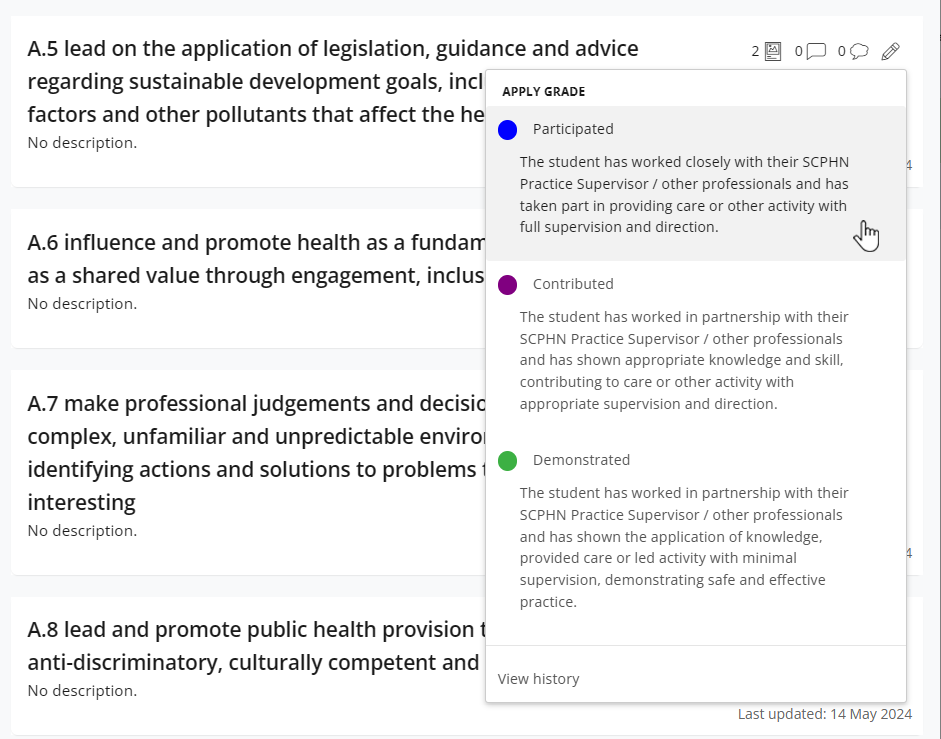 A.5 lead on the application of legislation, guidance and advice
regarding sustainable development goals, incl
factors and other pollutants that affect the he
No description.
2 0 0
4
APPLY GRADE
Participated
The student has worked closely with their SCPHN
Practice Supervisor / other professionals and has
taken part in providing care or other activity with
full supervision and direction.
Contributed
The student has worked in partnership with their
SCPHN Practice Supervisor / other professionals
and has shown appropriate knowledge and skill,
contributing to care or other activity with
appropriate supervision and direction.
Demonstrated
The student has worked in partnership with their
SCPHN Practice Supervisor / other professionals
and has shown the application of knowledge,
provided care or led activity with minimal
supervision, demonstrating safe and effective
practice.
View history
A.6 influence and promote health as a fundam
as a shared value through engagement, inclus
No description.
A.7 make professional judgements and decisio
complex, unfamiliar and unpredictable enviro
identifying actions and solutions to problems t
interesting
No description.
4
A.8 lead and promote public health provision t
anti-discriminatory, culturally competent and
No description.
Last updated: 14 May 2024